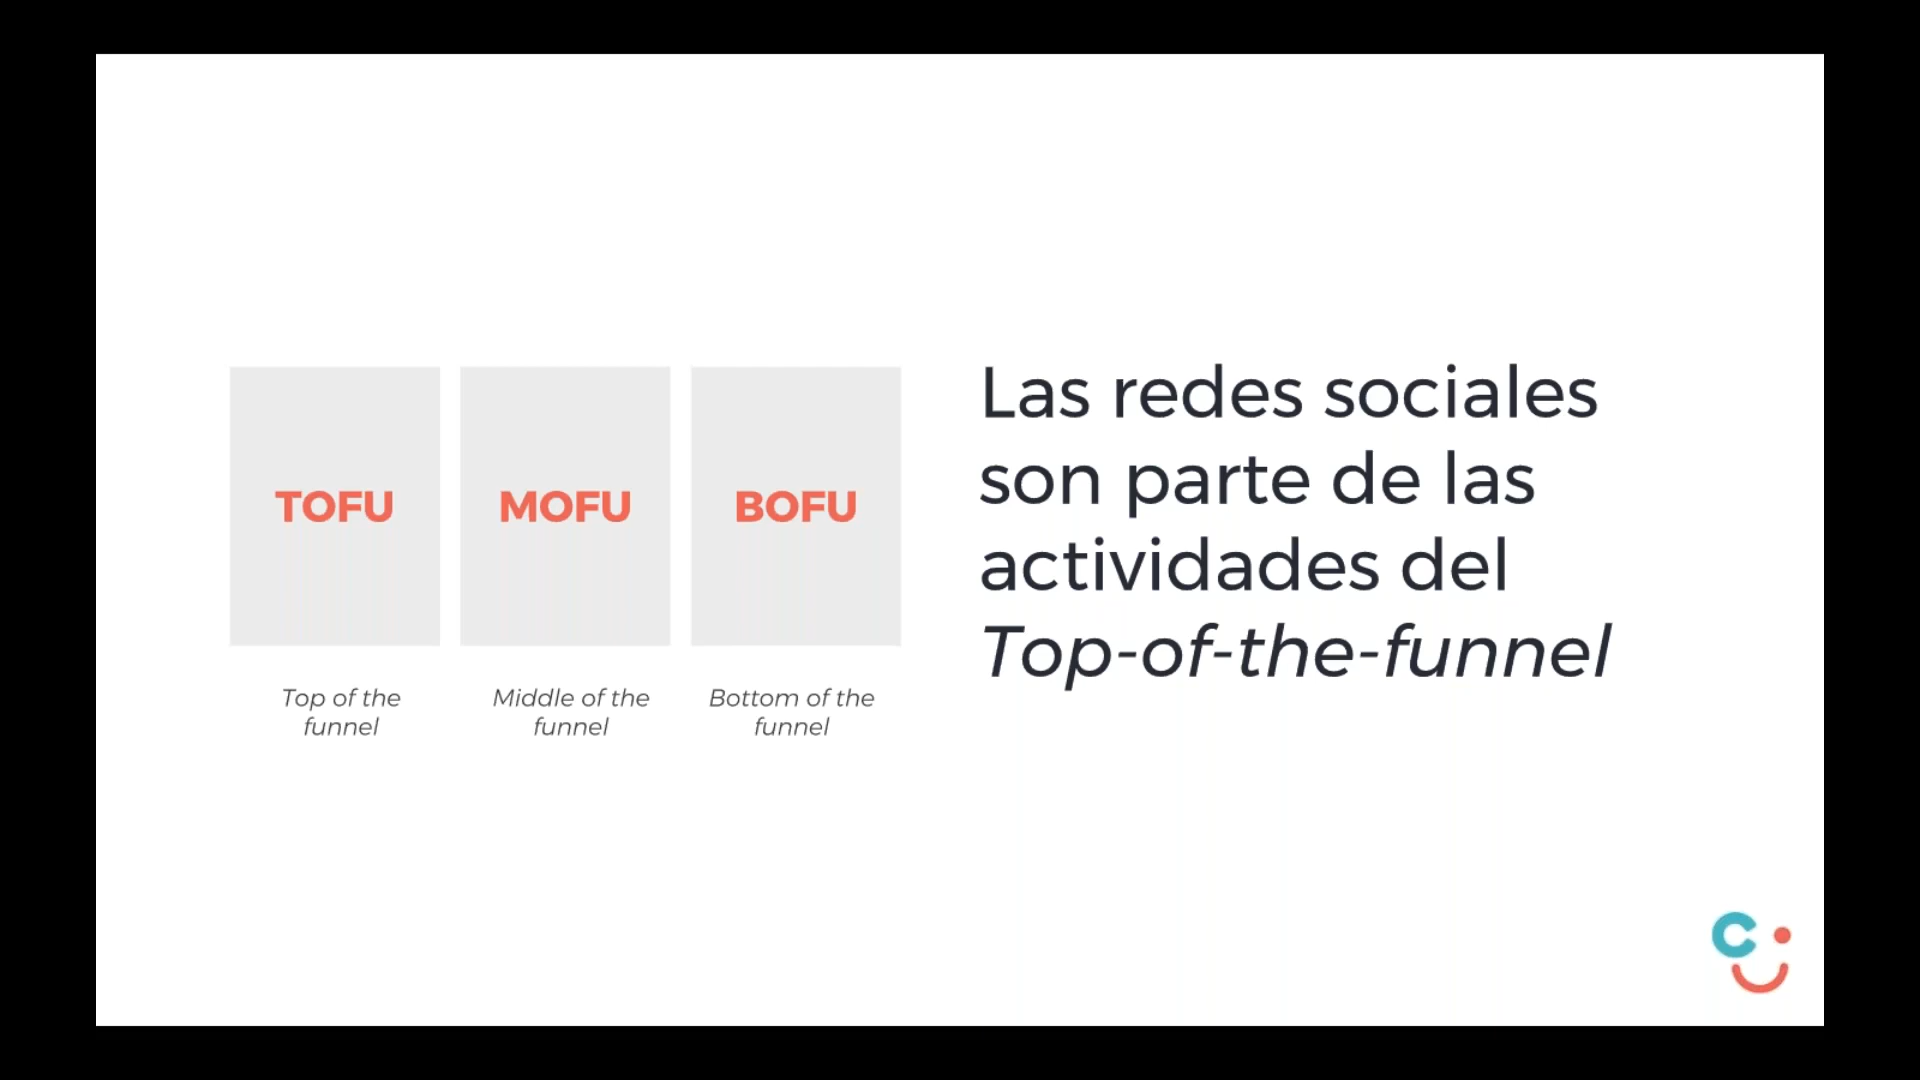 TOFU
MOFU
BOFU
Top of the
funnel
Middle of the
funnel
Bottom of the
funnel
Las redes sociales
son parte de las
actividades del
Top-of-the-funnel